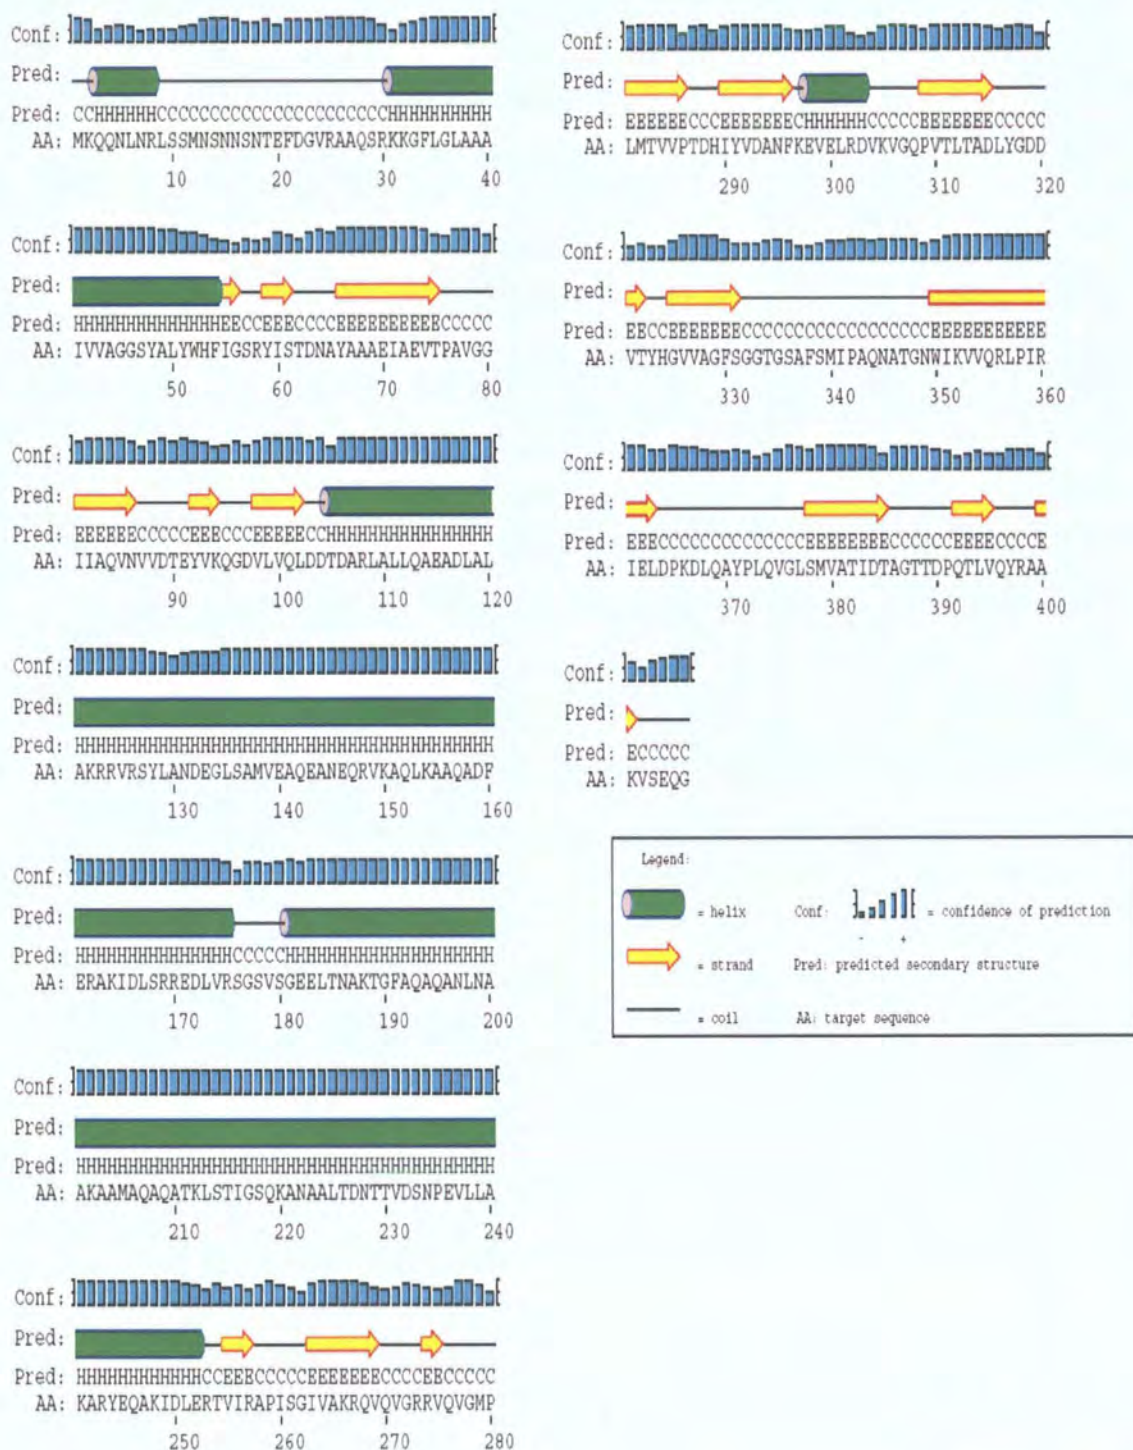 Conf:
Pred:
Pred: CCHHHHHHCCCCCCCCCCCCCCCCCCCCCCHHHHHHHHHH
AA: MKQQNLNRLSSMNSNNSNTEFDGVRAAQSRKKGFLGLAAA
10 20 30 40
Conf:
Pred:
Pred: HHHHHHHHHHHHHHEECCEEECCCCEEEEEEEEEECCCCC
AA: IVVAGGSYALYWHFIGSRYISTDNAYAAAEIAEVTPAVGG
50 60 70 80
Conf:
Pred:
Pred: EEEEEECCCCCEEECCCEEEEECCHHHHHHHHHHHHHHHH
AA: IIAQVNVVDTEYVKQGDVLVQLDDTDARLALLQAEADLAL
90 100 110 120
Conf:
Pred:
Pred: HHHHHHHHHHHHHHHHHHHHHHHHHHHHHHHHHHHHHHHH
AA: AKRRVRSYLANDEGLSAMVEAQEANEQRVKAQLKAAQADF
130 140 150 160
Conf:
Pred:
Pred: HHHHHHHHHHHHHHHCCCCCHHHHHHHHHHHHHHHHHHHH
AA: ERAKIDLSRREDLVRSGSVSGEELTNAKTGFAQAQANLNA
170 180 190 200
Conf:
Pred:
Pred: HHHHHHHHHHHHHHHHHHHHHHHHHHHHHHHHHHHHHHHH
AA: AKAAMAQAQATKLSTIGSQKANAALTDNTTVDSNPEVLLA
210 220 230 240
Conf:
Pred:
Pred: HHHHHHHHHHHHCCEEECCCCCEEEEEEECCCCEECCCCC
AA: KARYEQAKIDLERTVIRAPISGIVAKRQVQVGRRVQVGMP
250 260 270 280
Conf:
Pred:
Pred: EEEEEECCCEEEEEEECHHHHHHCCCCCEEEEEEECCCCC
AA: LMTVVPTDHIYVDANFKEVELRDVKVGQPVTLTADLYGDD
290 300 310 320
Conf:
Pred:
Pred: EECCEEEEEEECCCCCCCCCCCCCCCCCCEEEEEEEEEEE
AA: VTYHGVVAGFSGGTGSAFSMIPAQNATGNWIKVVQRLPIR
330 340 350 360
Conf:
Pred:
Pred: EEECCCCCCCCCCCCCCEEEEEEEECCCCCCEEEECCCCE
AA: IELDPKDLQAYPLQVGLSMVATIDTAGTTDPQTLVQYRAA
370 380 390 400
Conf:
Pred:
Pred: ECCCCC
AA: KVSEQG
Legend:
= helix Conf: = confidence of prediction
- +
= strand Pred: predicted secondary structure
= coil AA: target sequence